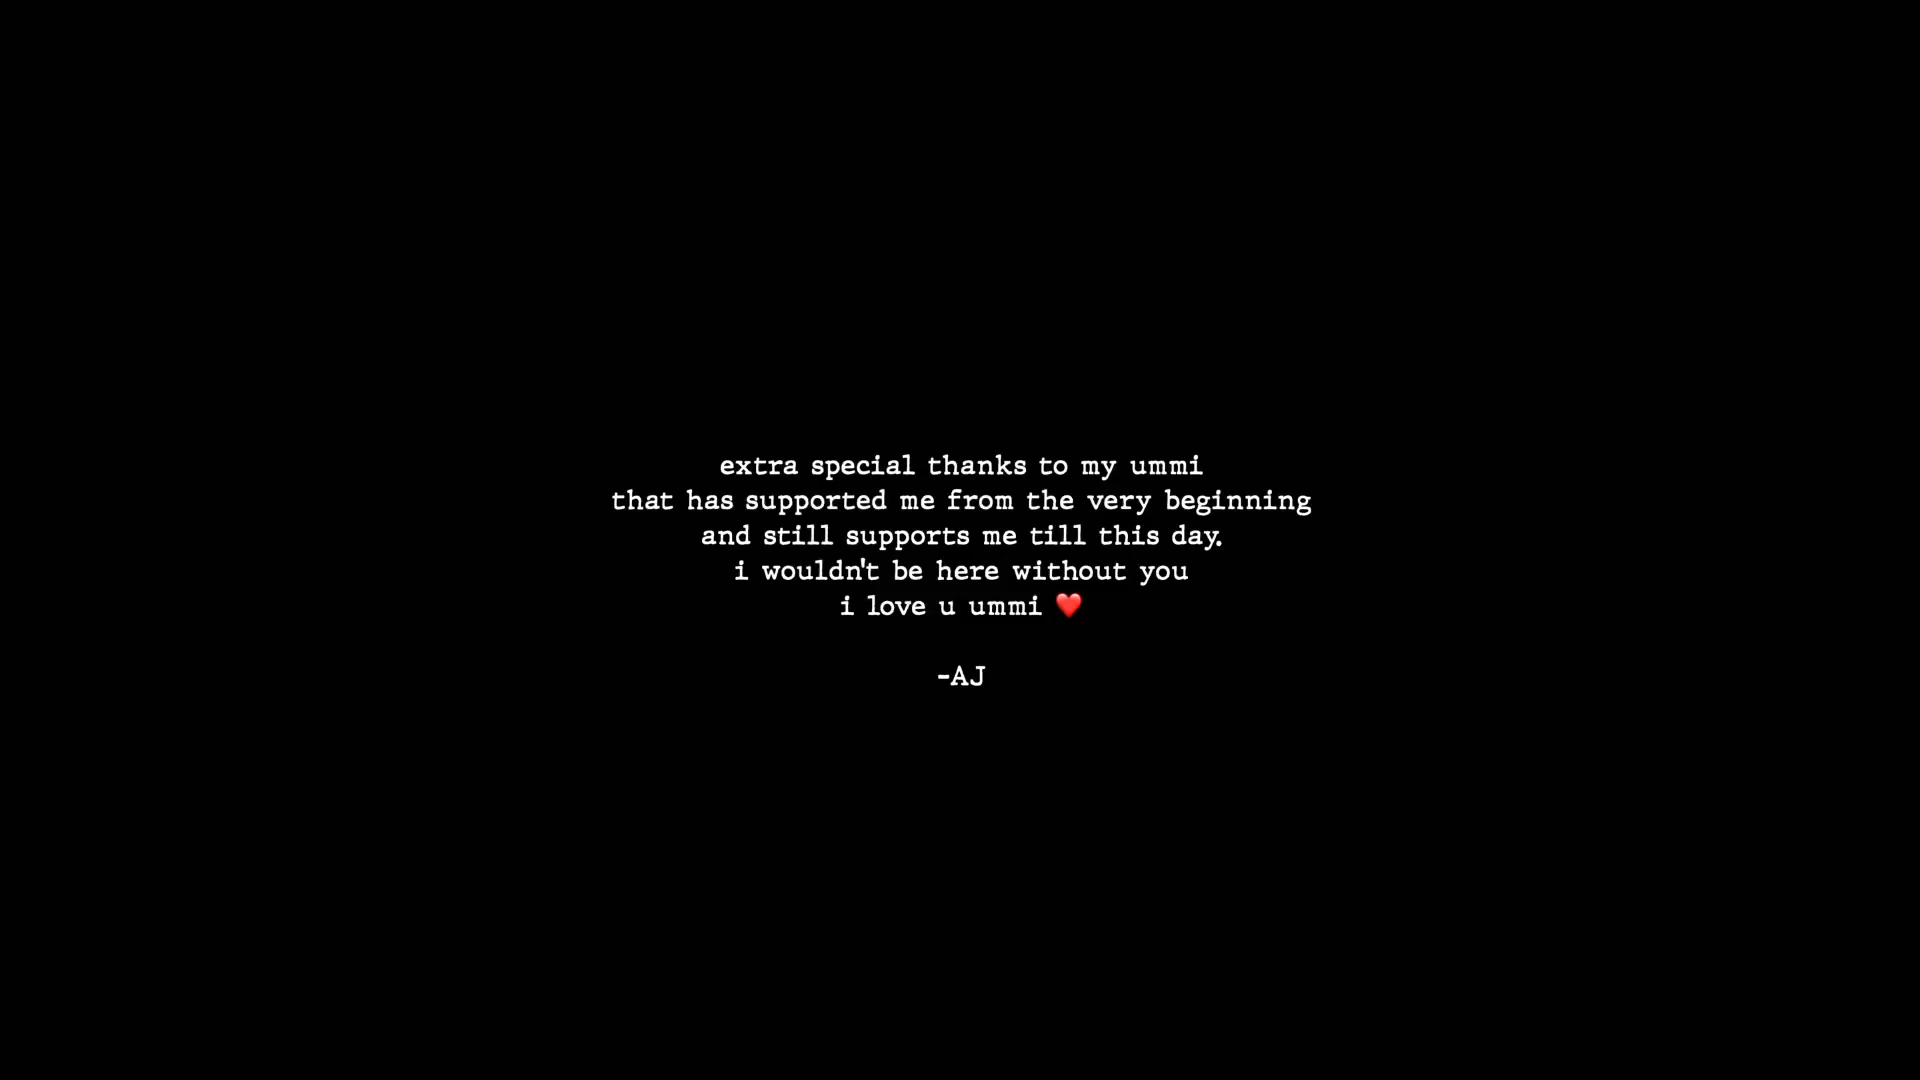 extra special thanks to my ummi
that has supported me from the very beginning
and still supports me till this day.
i wouldn't be here without you
i love u ummi ❤️
-AJ